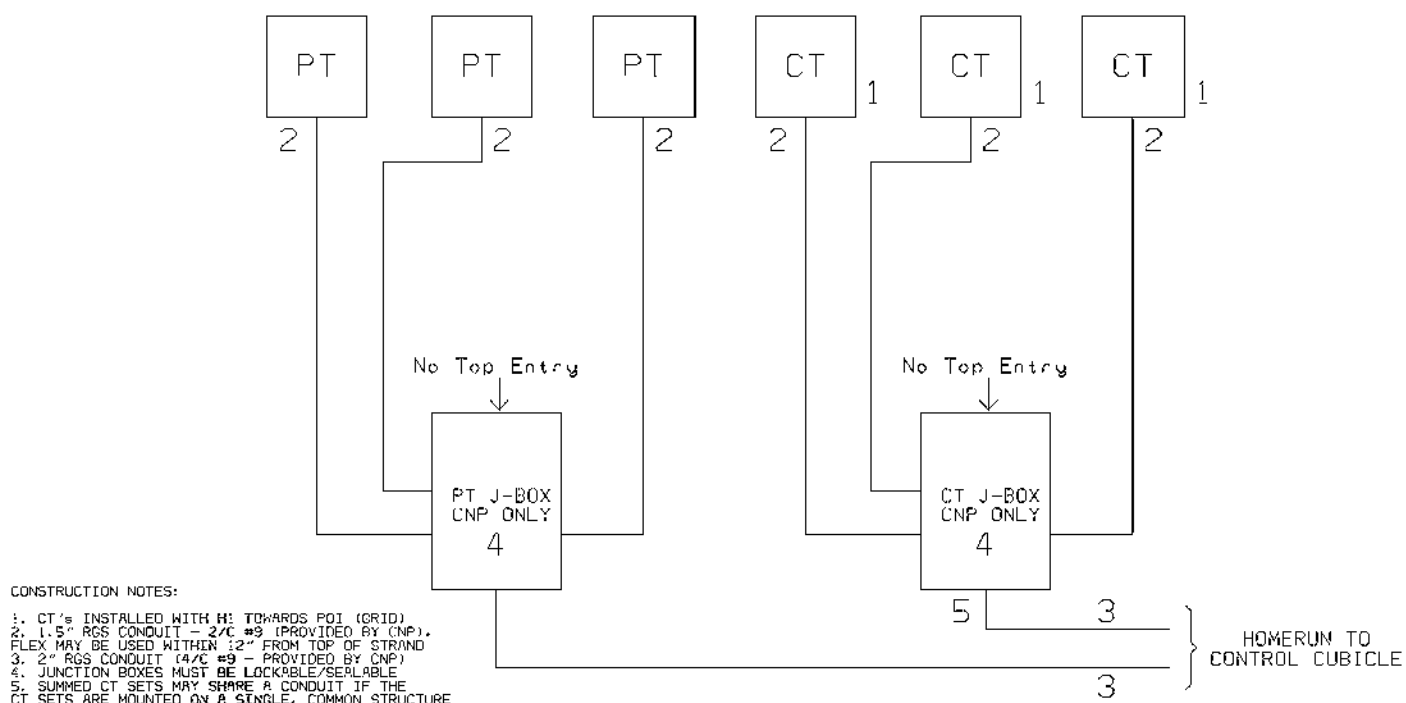 PT PT PT CT CT CT
1 1 1
2 2 2 2 2 2
No Top Entry No Top Entry
PT J-BOX
CNP ONLY
4
CT J-BOX
CNP ONLY
4
5 3
3
HOMERUN TO
CONTROL CUBICLE
CONSTRUCTION NOTES:
1. CT's INSTALLED WITH H1 TOWARDS POI (GRID)
2. 1.5" RGS CONDUIT - 2/C #9 (PROVIDED BY CNP).
FLEX MAY BE USED WITHIN 12" FROM TOP OF STRAND
3. 2" RGS CONDUIT (4/C #9 - PROVIDED BY CNP)
4. JUNCTION BOXES MUST BE LOCKABLE/SEALABLE
5. SUMMED CT SETS MAY SHARE A CONDUIT IF THE
CT SETS ARE MOUNTED ON A SINGLE, COMMON STRUCTURE